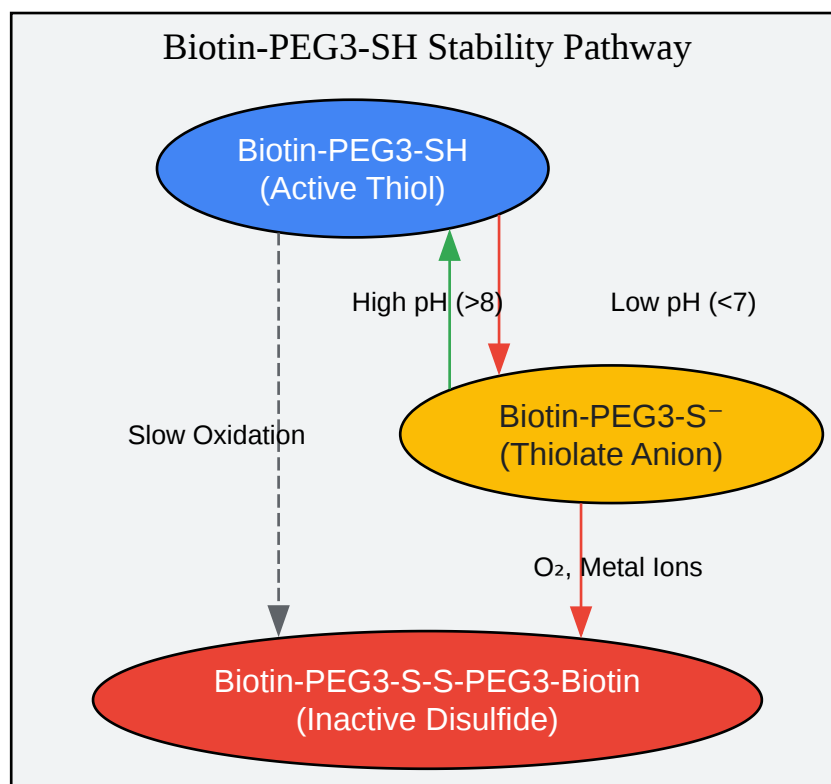 Biotin-PEG3-SH Stability Pathway
Biotin-PEG3-SH
(Active Thiol)
High pH (>8)
Low pH (<7)
Slow Oxidation
Biotin-PEG3-S⁻
(Thiolate Anion)
O₂, Metal Ions
Biotin-PEG3-S-S-PEG3-Biotin
(Inactive Disulfide)